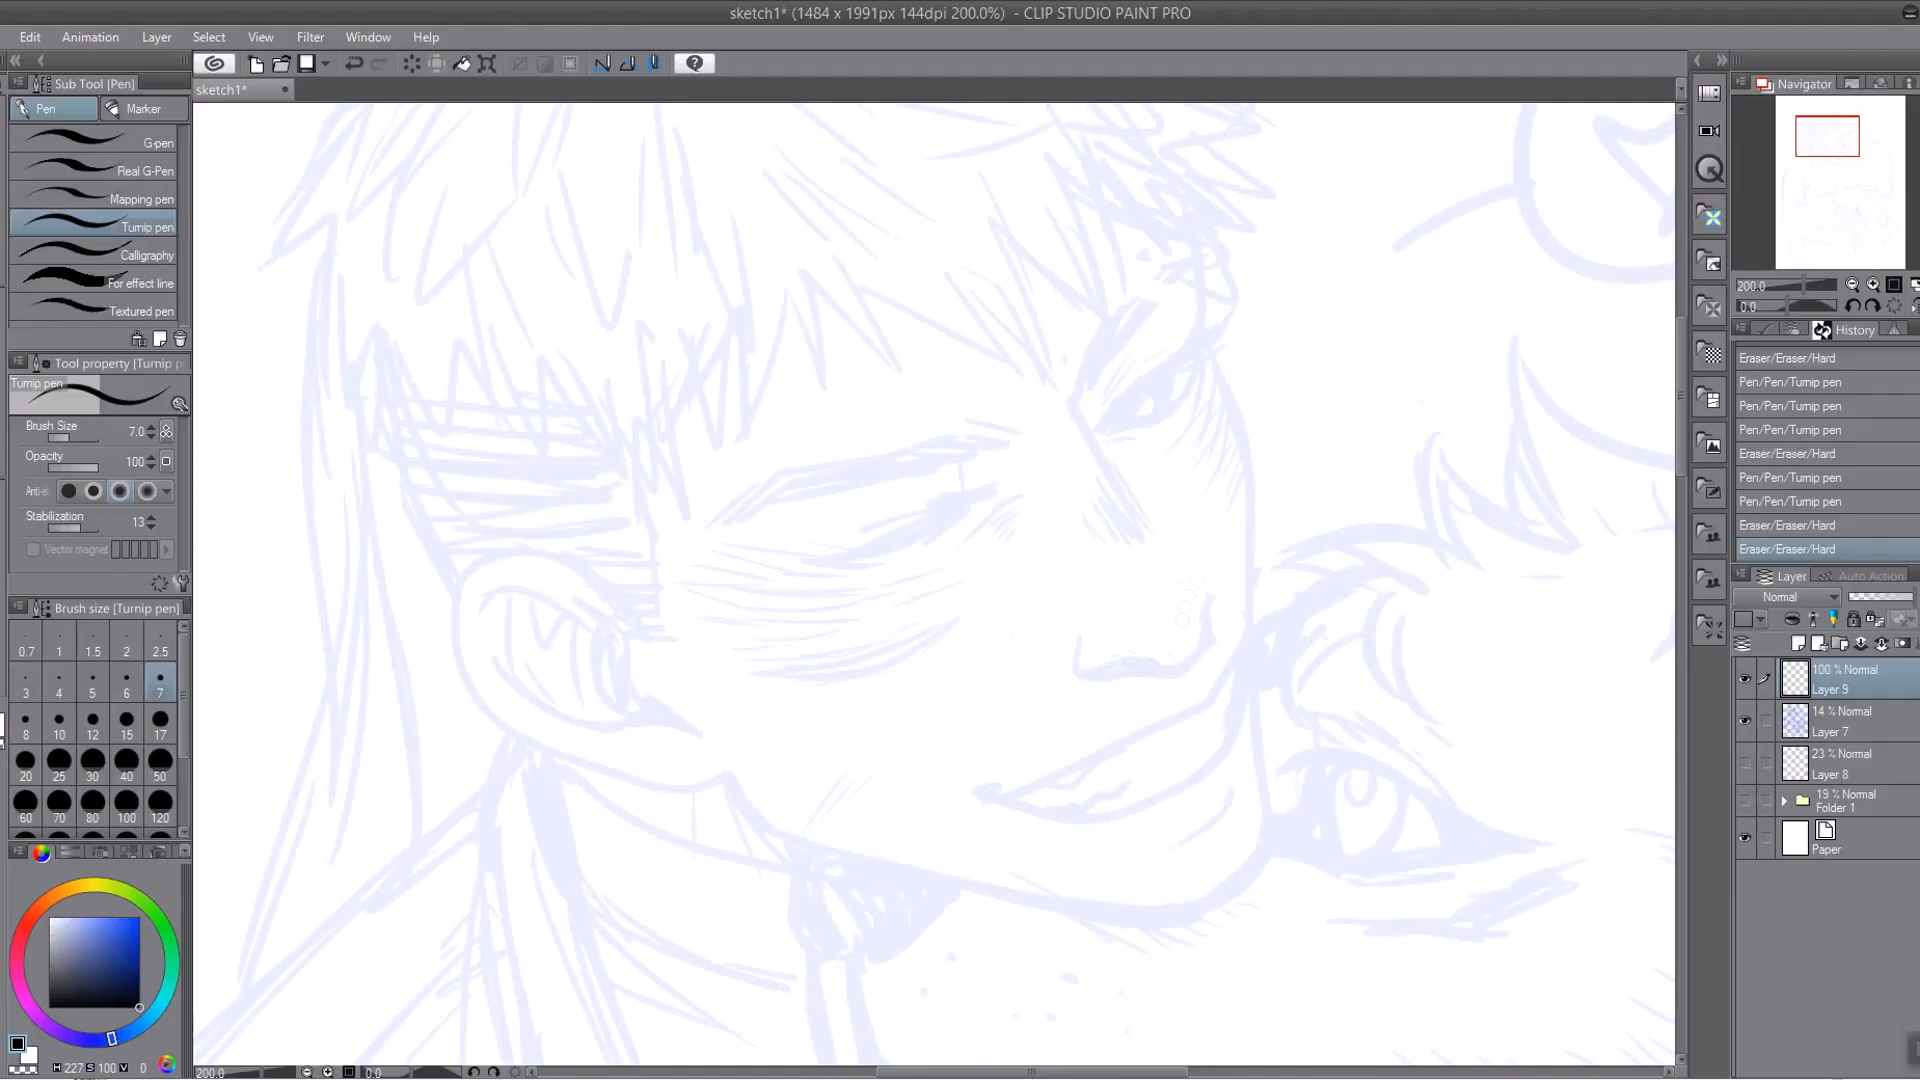 sketch1* (1484 x 1991px 144dpi 200.0%) - CLIP STUDIO PAINT PRO
Edit Animation Layer Select View Filter Window Help
Sub Tool [Pen]
sketch1*
Pen Marker
G-pen
Real G-Pen
Mapping pen
Turnip pen
Calligraphy
For effect line
Textured pen
Tool property [Turnip p
Turnip pen
Brush Size 7.0
Opacity 100
Anti-al
Stabilization 13
Vector magnet
Brush size [Turnip pen]
0.7 1 1.5 2 2.5
3 4 5 6 7
8 10 12 15 17
20 25 30 40 50
60 70 80 100 120
H 227 S 100 V 0
200.0 0.0
Navigator
200.0
0.0
History
Eraser/Eraser/Hard
Pen/Pen/Turnip pen
Pen/Pen/Turnip pen
Pen/Pen/Turnip pen
Eraser/Eraser/Hard
Pen/Pen/Turnip pen
Pen/Pen/Turnip pen
Eraser/Eraser/Hard
Eraser/Eraser/Hard
Layer Auto Action
Normal
100 % Normal
Layer 9
14 % Normal
Layer 7
23 % Normal
Layer 8
19 % Normal
Folder 1
Paper